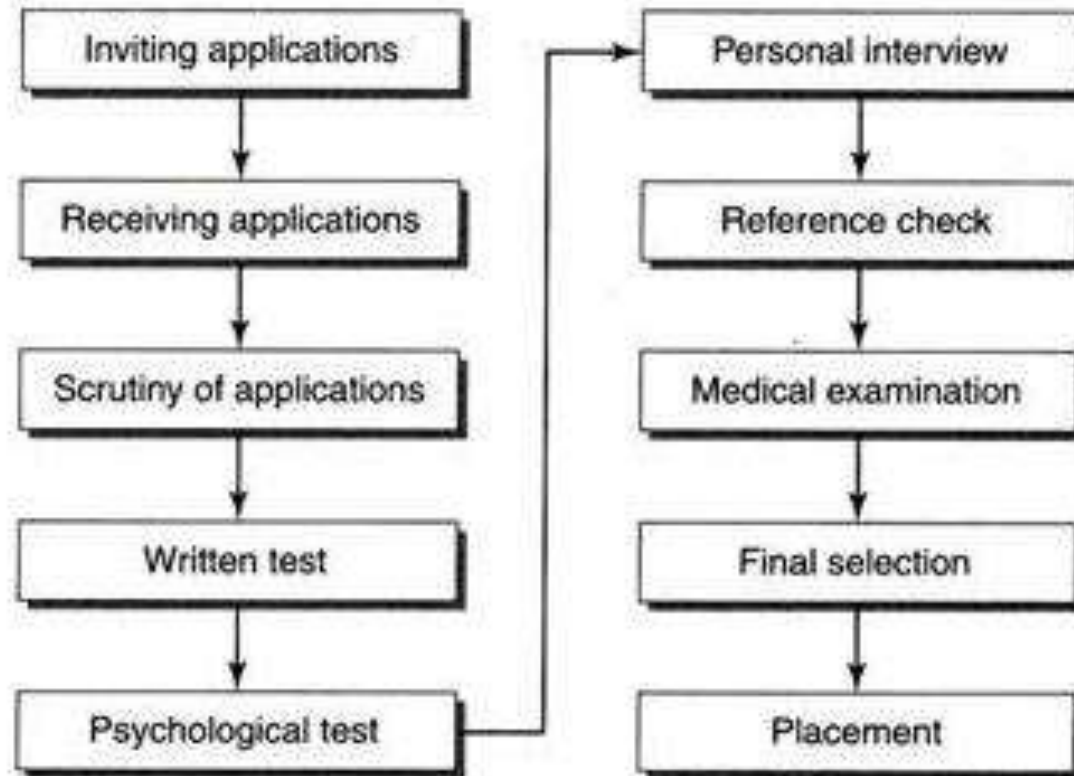 Inviting applications
Receiving applications
Scrutiny of applications
Written test
Psychological test
Personal interview
Reference check
Medical examination
Final selection
Placement